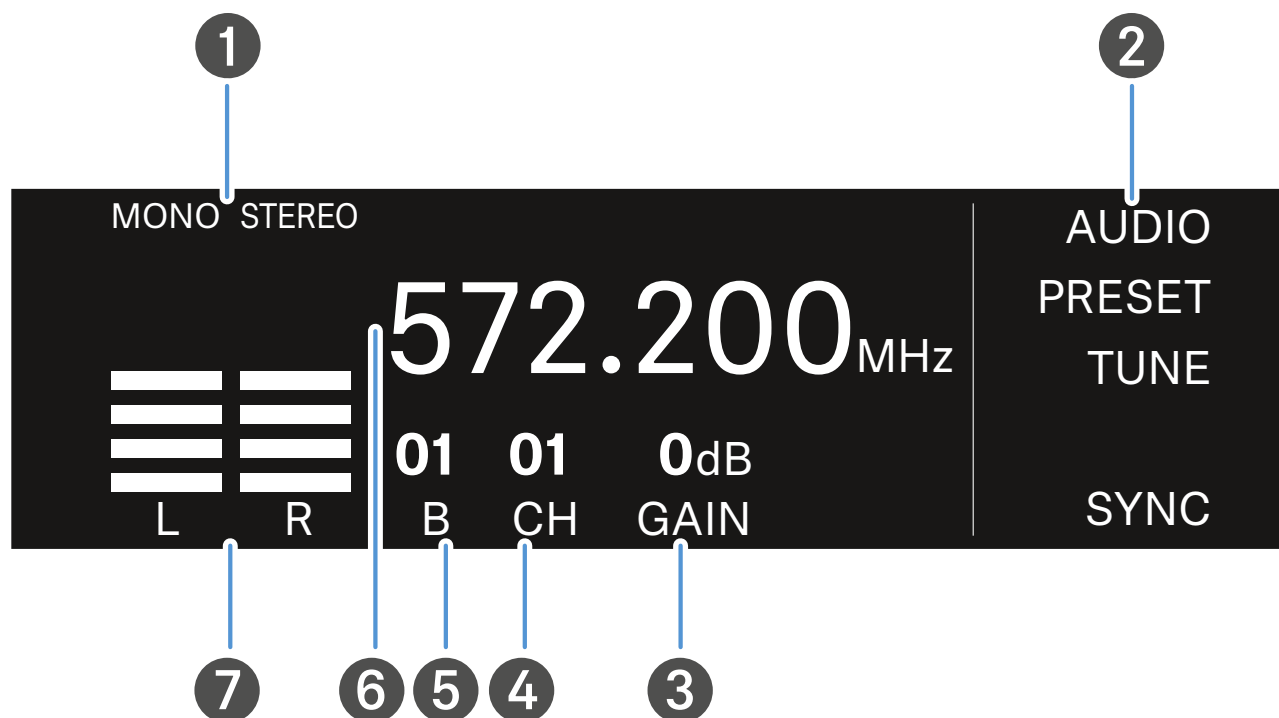 1 2
MONO STEREO
AUDIO
PRESET
572.200MHz
TUNE
01 01 0dB
L R B CH GAIN
SYNC
7 6 5 4 3